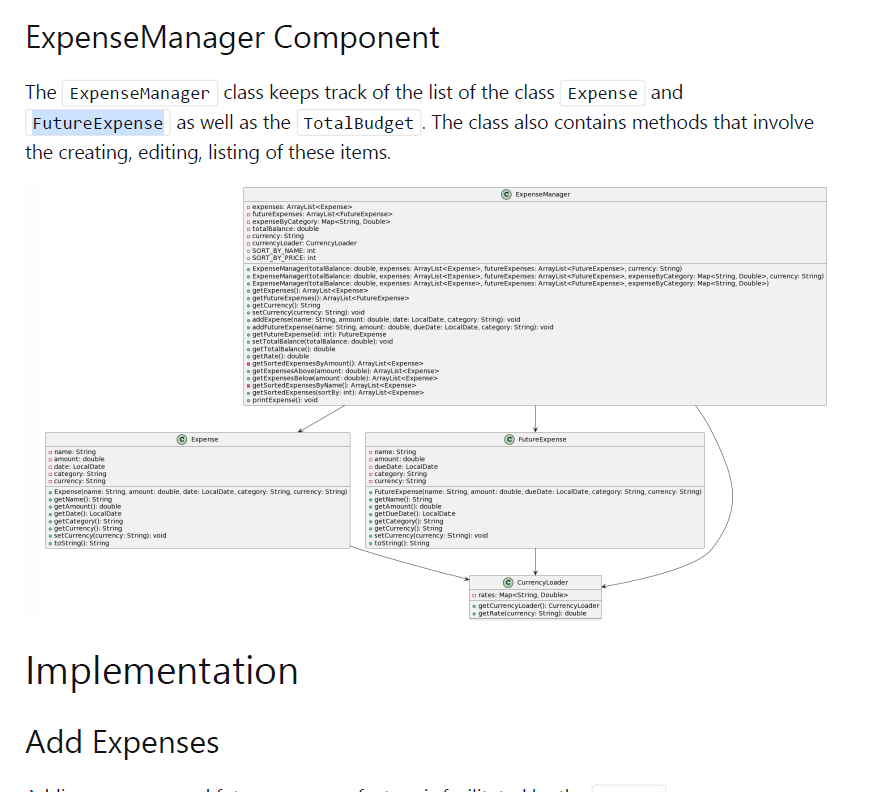 ExpenseManager Component
The ExpenseManager class keeps track of the list of the class Expense and
FutureExpense as well as the TotalBudget. The class also contains methods that involve
the creating, editing, listing of these items.
C ExpenseManager
expenses: ArrayList<Expense>
futureExpenses: ArrayList<FutureExpense>
expenseByCategory: Map<String, Double>
totalBalance: double
currency: String
currencyLoader: CurrencyLoader
SORT_BY_NAME: int
SORT_BY_PRICE: int
ExpenseManager(totalBalance: double, expenses: ArrayList<Expense>, futureExpenses: ArrayList<FutureExpense>, currency: String)
ExpenseManager(totalBalance: double, expenses: ArrayList<Expense>, futureExpenses: ArrayList<FutureExpense>, expenseByCategory: Map<String, Double>, currency: String)
ExpenseManager(totalBalance: double, expenses: ArrayList<Expense>, futureExpenses: ArrayList<FutureExpense>, expenseByCategory: Map<String, Double>)
getExpenses(): ArrayList<Expense>
getFutureExpenses(): ArrayList<FutureExpense>
getCurrency(): String
setCurrency(currency: String): void
addExpense(name: String, amount: double, date: LocalDate, category: String): void
addFutureExpense(name: String, amount: double, dueDate: LocalDate, category: String): void
getFutureExpense(id: int): FutureExpense
setTotalBalance(totalBalance: double): void
getTotalBalance(): double
getRate(): double
getSortedExpensesByAmount(): ArrayList<Expense>
getExpensesAbove(amount: double): ArrayList<Expense>
getExpensesBelow(amount: double): ArrayList<Expense>
getSortedExpensesByName(): ArrayList<Expense>
getSortedExpenses(sortBy: int): ArrayList<Expense>
printExpense(): void
C Expense
name: String
amount: double
date: LocalDate
category: String
currency: String
Expense(name: String, amount: double, date: LocalDate, category: String, currency: String)
getName(): String
getAmount(): double
getDate(): LocalDate
getCategory(): String
getCurrency(): String
setCurrency(currency: String): void
toString(): String
C FutureExpense
name: String
amount: double
dueDate: LocalDate
category: String
currency: String
FutureExpense(name: String, amount: double, dueDate: LocalDate, category: String, currency: String)
getName(): String
getAmount(): double
getDueDate(): LocalDate
getCategory(): String
getCurrency(): String
setCurrency(currency: String): void
toString(): String
C CurrencyLoader
rates: Map<String, Double>
getCurrencyLoader(): CurrencyLoader
getRate(currency: String): double
Implementation
Add Expenses